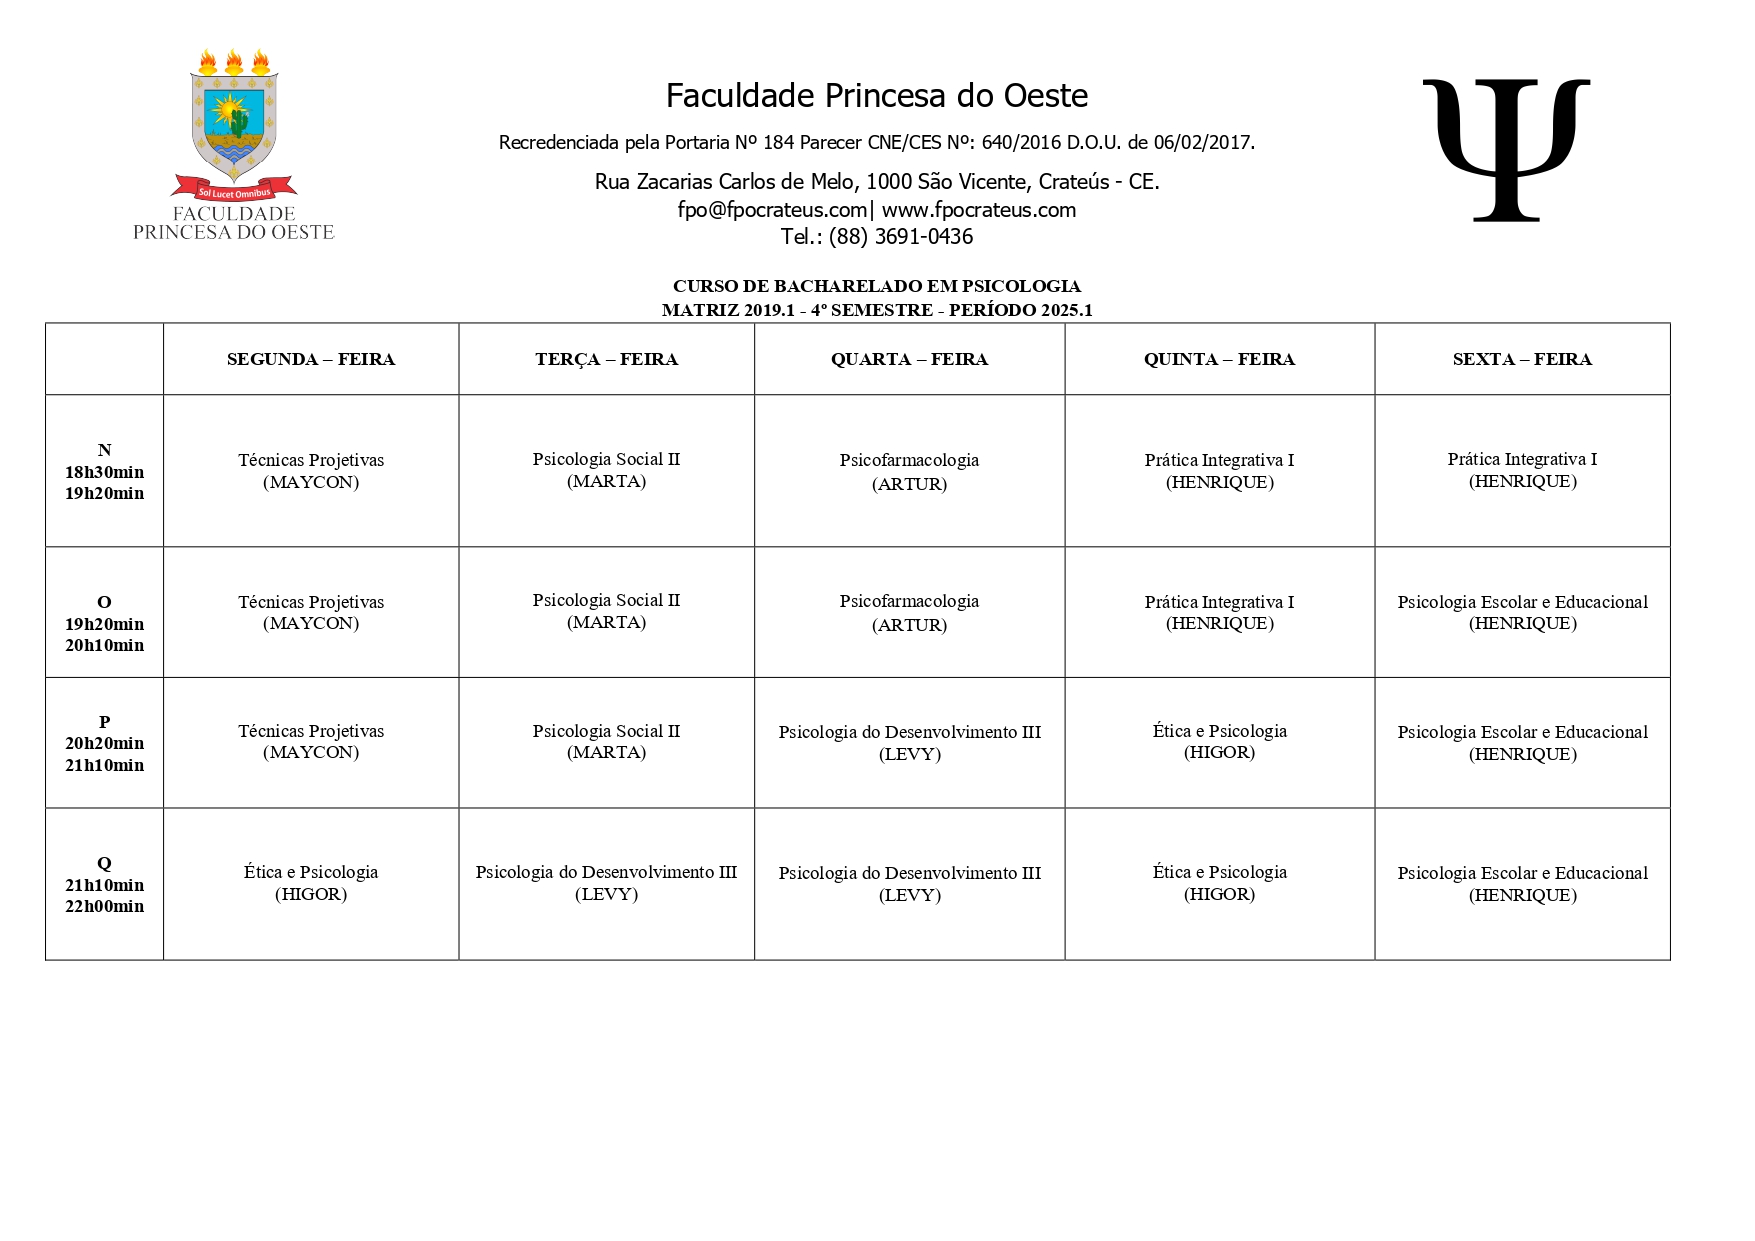 Sol Lucet Omnibus
FACULDADE
PRINCESA DO OESTE
Faculdade Princesa do Oeste
Recredenciada pela Portaria Nº 184 Parecer CNE/CES Nº: 640/2016 D.O.U. de 06/02/2017.
Rua Zacarias Carlos de Melo, 1000 São Vicente, Crateús - CE.
fpo@fpocrateus.com| www.fpocrateus.com
Tel.: (88) 3691-0436
Ψ
CURSO DE BACHARELADO EM PSICOLOGIA
MATRIZ 2019.1 - 4º SEMESTRE - PERÍODO 2025.1
SEGUNDA – FEIRA
TERÇA – FEIRA
QUARTA – FEIRA
QUINTA – FEIRA
SEXTA – FEIRA
N
18h30min
19h20min
Técnicas Projetivas
(MAYCON)
Psicologia Social II
(MARTA)
Psicofarmacologia
(ARTUR)
Prática Integrativa I
(HENRIQUE)
Prática Integrativa I
(HENRIQUE)
O
19h20min
20h10min
Técnicas Projetivas
(MAYCON)
Psicologia Social II
(MARTA)
Psicofarmacologia
(ARTUR)
Prática Integrativa I
(HENRIQUE)
Psicologia Escolar e Educacional
(HENRIQUE)
P
20h20min
21h10min
Técnicas Projetivas
(MAYCON)
Psicologia Social II
(MARTA)
Psicologia do Desenvolvimento III
(LEVY)
Ética e Psicologia
(HIGOR)
Psicologia Escolar e Educacional
(HENRIQUE)
Q
21h10min
22h00min
Ética e Psicologia
(HIGOR)
Psicologia do Desenvolvimento III
(LEVY)
Psicologia do Desenvolvimento III
(LEVY)
Ética e Psicologia
(HIGOR)
Psicologia Escolar e Educacional
(HENRIQUE)